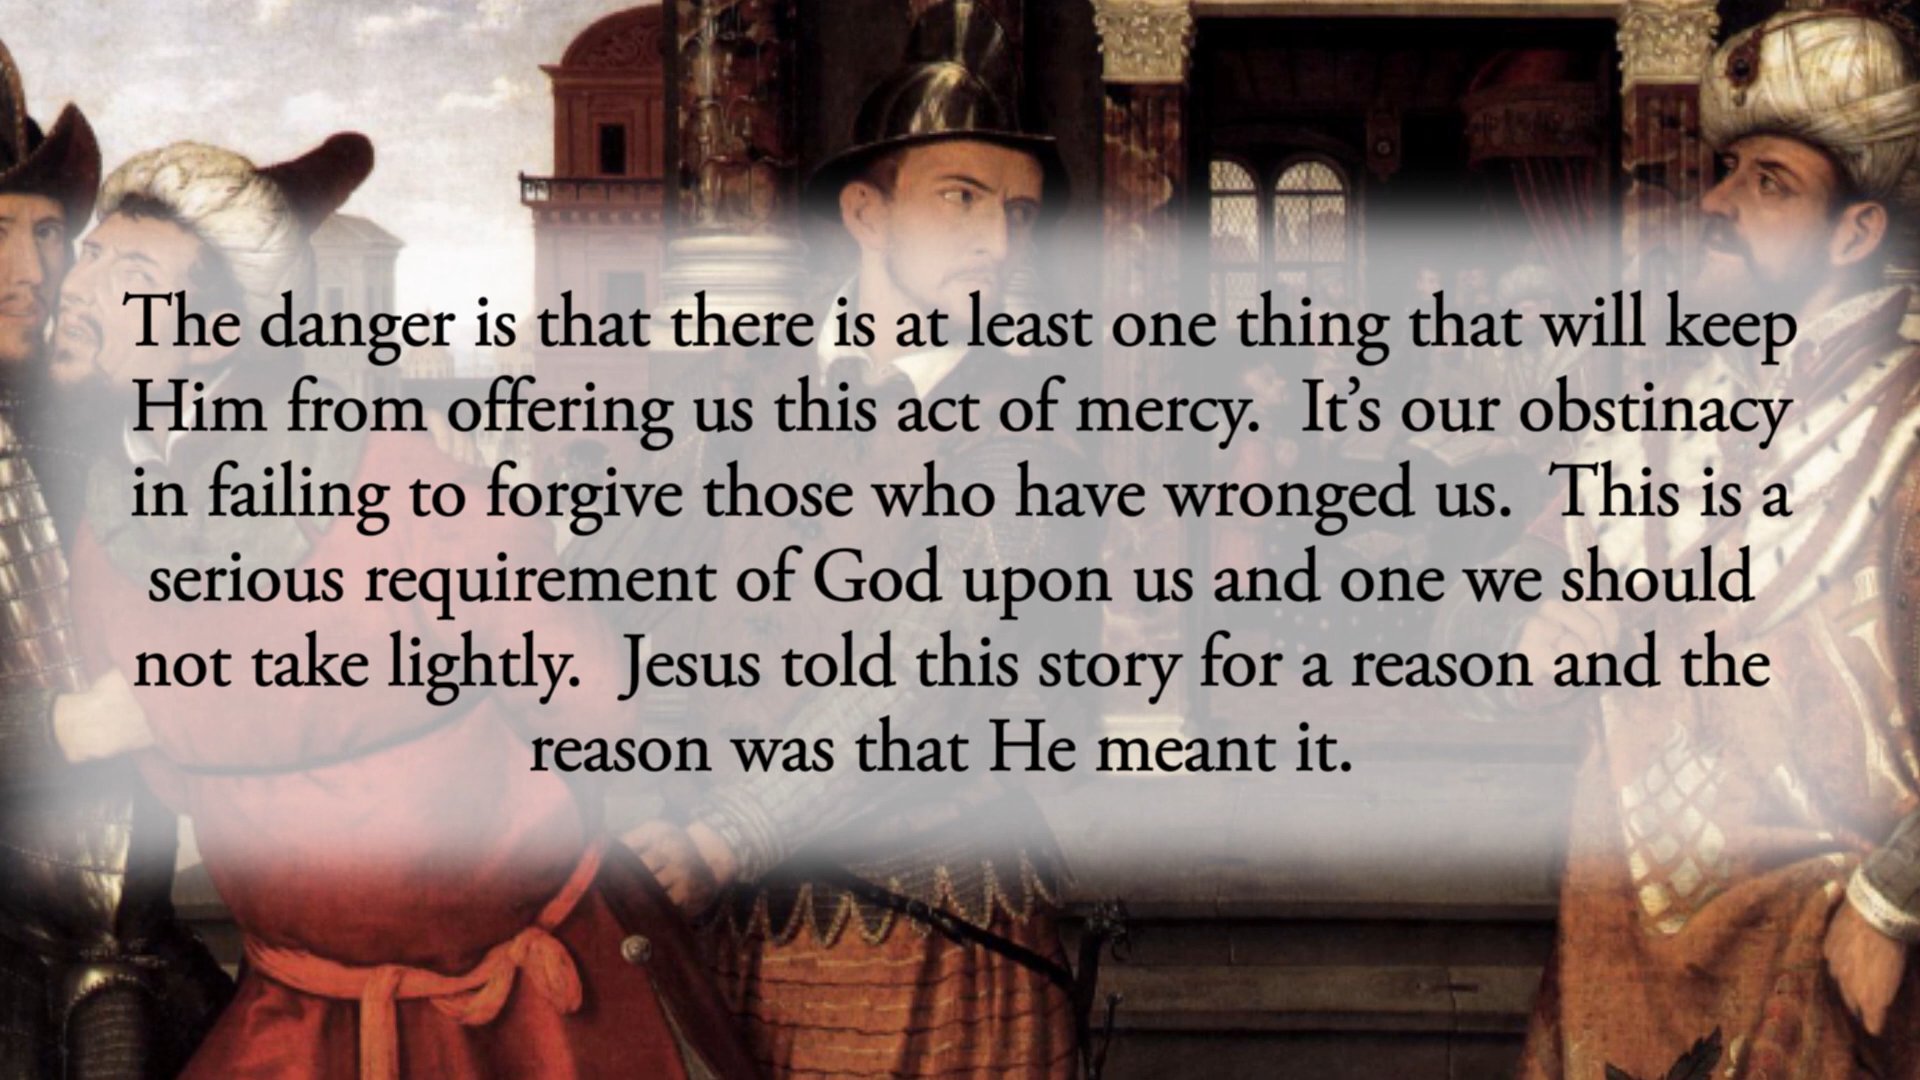 The danger is that there is at least one thing that will keep
Him from offering us this act of mercy.  It’s our obstinacy
in failing to forgive those who have wronged us.  This is a
serious requirement of God upon us and one we should
not take lightly.  Jesus told this story for a reason and the
reason was that He meant it.